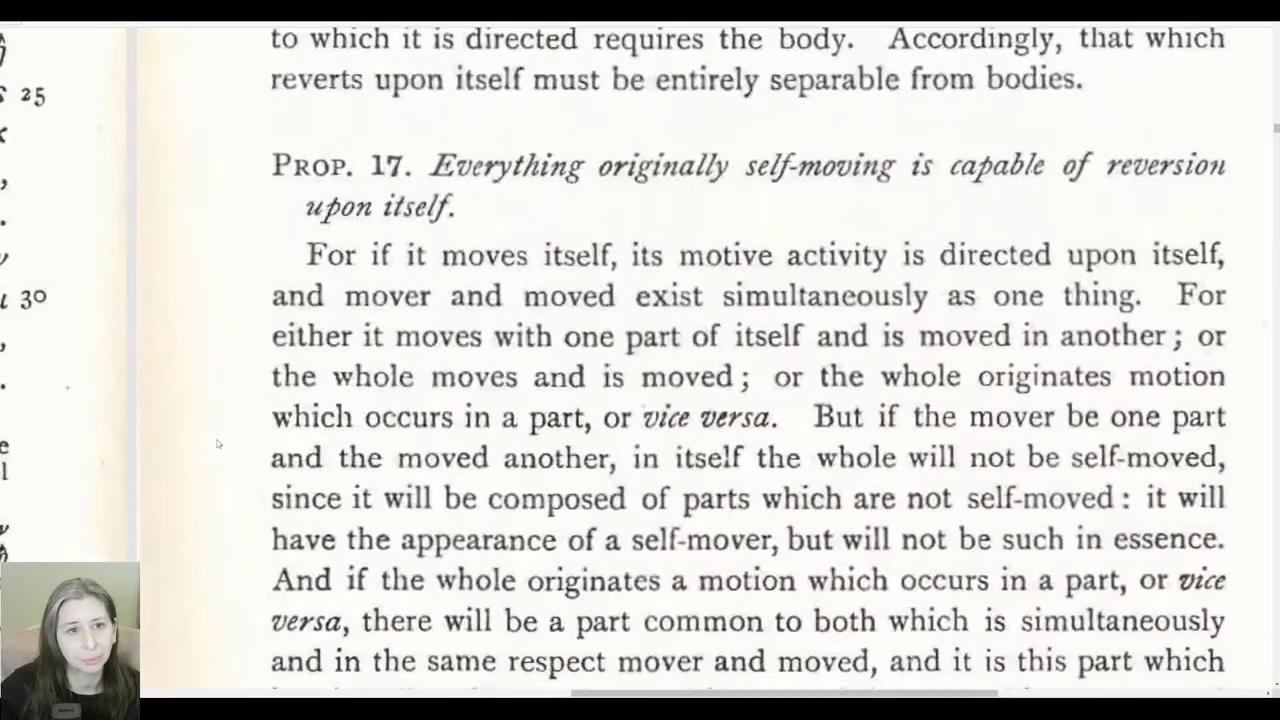 to which it is directed requires the body. Accordingly, that which
reverts upon itself must be entirely separable from bodies.
PROP. 17. Everything originally self-moving is capable of reversion
upon itself.
For if it moves itself, its motive activity is directed upon itself,
and mover and moved exist simultaneously as one thing. For
either it moves with one part of itself and is moved in another; or
the whole moves and is moved; or the whole originates motion
which occurs in a part, or vice versa. But if the mover be one part
and the moved another, in itself the whole will not be self-moved,
since it will be composed of parts which are not self-moved: it will
have the appearance of a self-mover, but will not be such in essence.
And if the whole originates a motion which occurs in a part, or vice
versa, there will be a part common to both which is simultaneously
and in the same respect mover and moved, and it is this part which
25
30